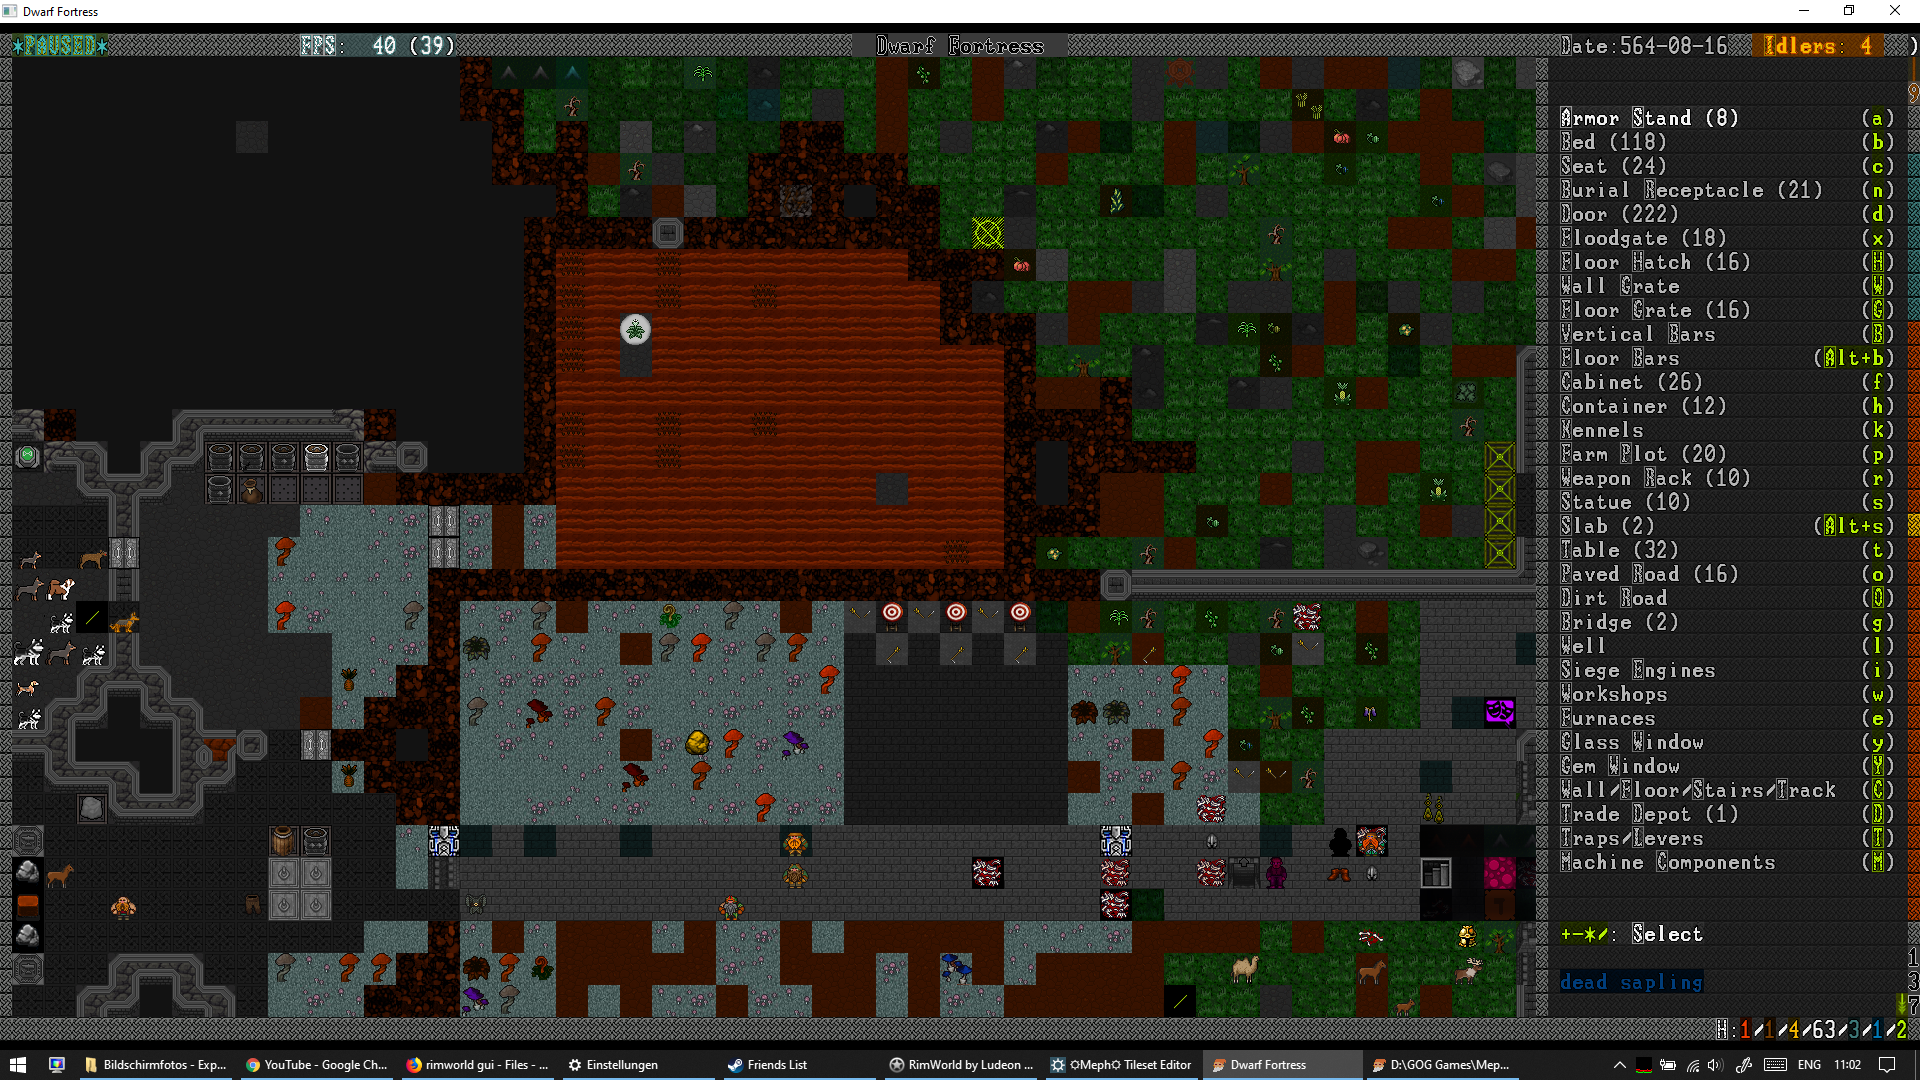 Dwarf Fortress
*PAUSED*
FPS: 40 (39)
Dwarf Fortress
Date:564-08-16
Idlers: 4
Armor Stand (8) (a)
Bed (118) (b)
Seat (24) (c)
Burial Receptacle (21) (n)
Door (222) (d)
Floodgate (18) (x)
Floor Hatch (16) (H)
Wall Grate (W)
Floor Grate (16) (G)
Vertical Bars (B)
Floor Bars (Alt+b)
Cabinet (26) (f)
Container (12) (h)
Kennels (k)
Farm Plot (20) (p)
Weapon Rack (10) (r)
Statue (10) (s)
Slab (2) (Alt+s)
Table (32) (t)
Paved Road (16) (o)
Dirt Road (O)
Bridge (2) (g)
Well (l)
Siege Engines (i)
Workshops (w)
Furnaces (e)
Glass Window (y)
Gem Window (Y)
Wall/Floor/Stairs/Track (C)
Trade Depot (1) (D)
Traps/Levers (T)
Machine Components (M)
+-*/: Select
dead sapling
H:1/1/4/63/3/1/2
Bildschirmfotos - Exp...
YouTube - Google Ch...
rimworld gui - Files - ...
Einstellungen
Friends List
RimWorld by Ludeon ...
☼Meph☼ Tileset Editor
Dwarf Fortress
D:\GOG Games\Mep...
ENG
11:02